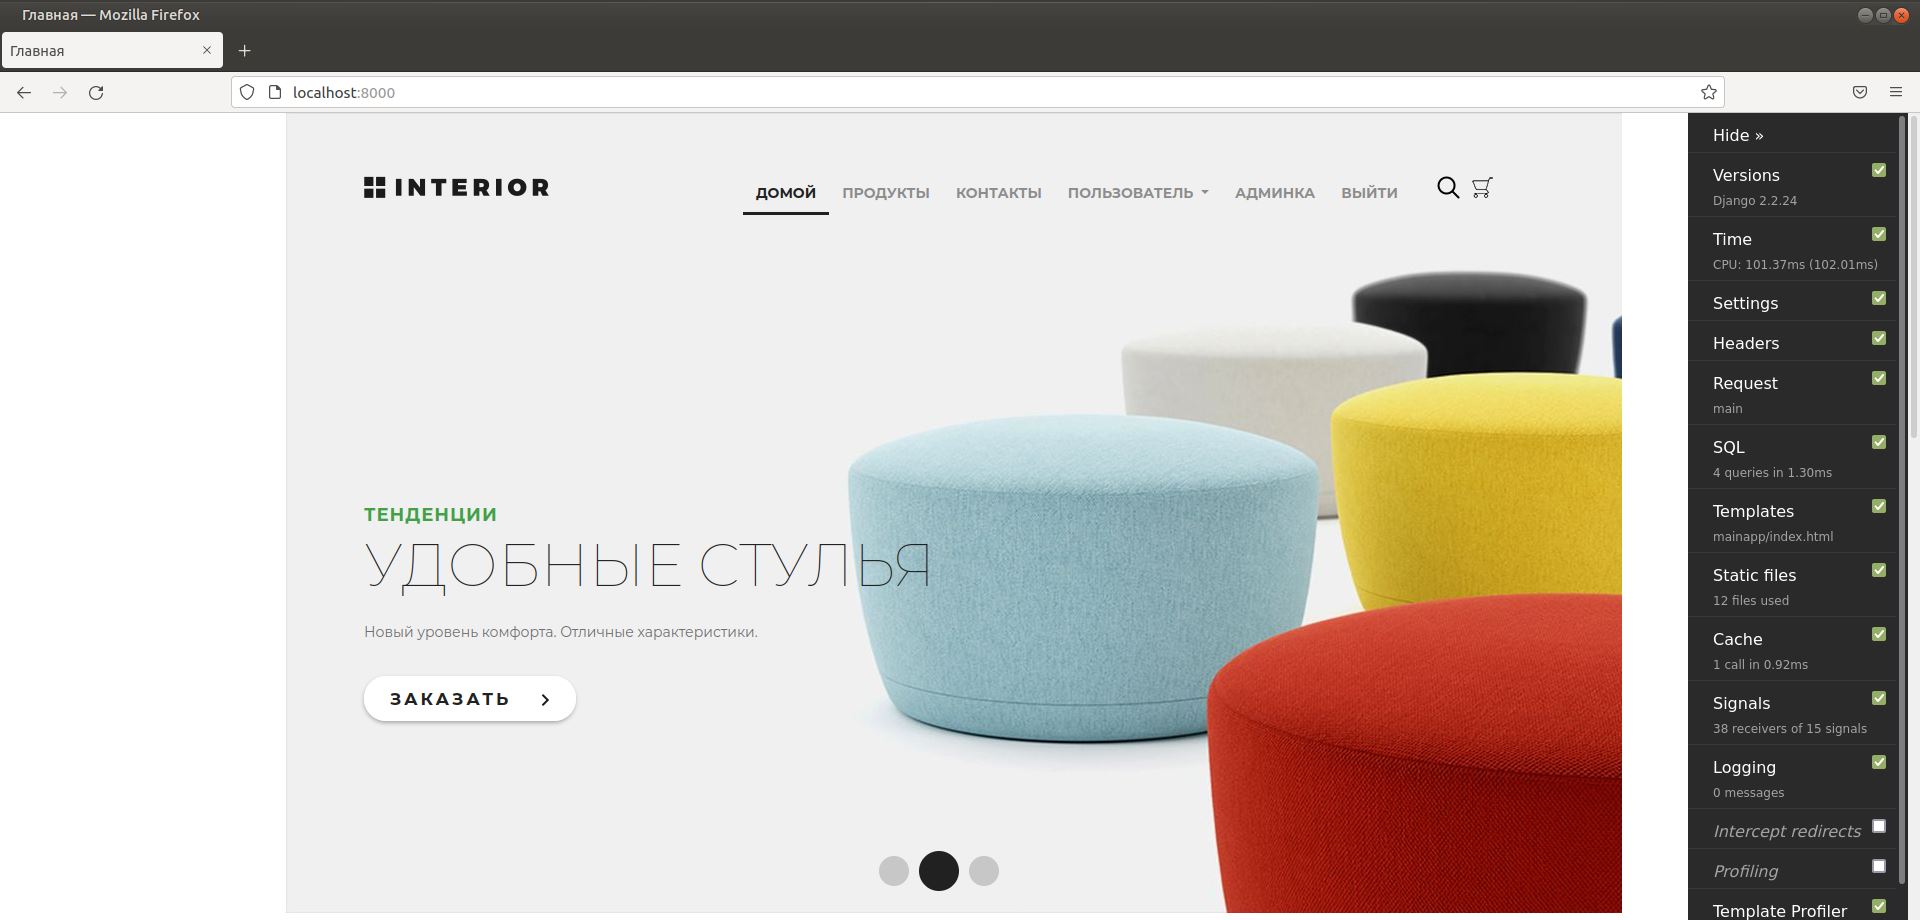 Главная — Mozilla Firefox
Главная
localhost:8000
INTERIOR
ДОМОЙ ПРОДУКТЫ КОНТАКТЫ ПОЛЬЗОВАТЕЛЬ АДМИНКА ВЫЙТИ
ТЕНДЕНЦИИ
УДОБНЫЕ СТУЛЬЯ
Новый уровень комфорта. Отличные характеристики.
ЗАКАЗАТЬ
Hide »
Versions
Django 2.2.24
Time
CPU: 101.37ms (102.01ms)
Settings
Headers
Request
main
SQL
4 queries in 1.30ms
Templates
mainapp/index.html
Static files
12 files used
Cache
1 call in 0.92ms
Signals
38 receivers of 15 signals
Logging
0 messages
Intercept redirects
Profiling
Template Profiler